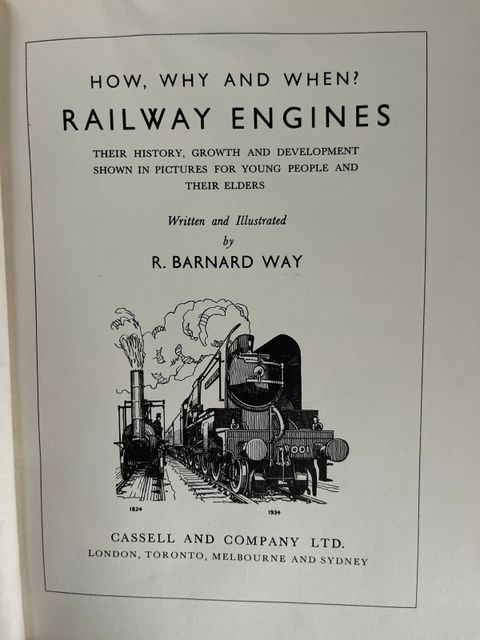 HOW, WHY AND WHEN?
RAILWAY ENGINES
THEIR HISTORY, GROWTH AND DEVELOPMENT
SHOWN IN PICTURES FOR YOUNG PEOPLE AND
THEIR ELDERS
Written and Illustrated
by
R. BARNARD WAY
001
1824
1934
CASSELL AND COMPANY LTD.
LONDON, TORONTO, MELBOURNE AND SYDNEY